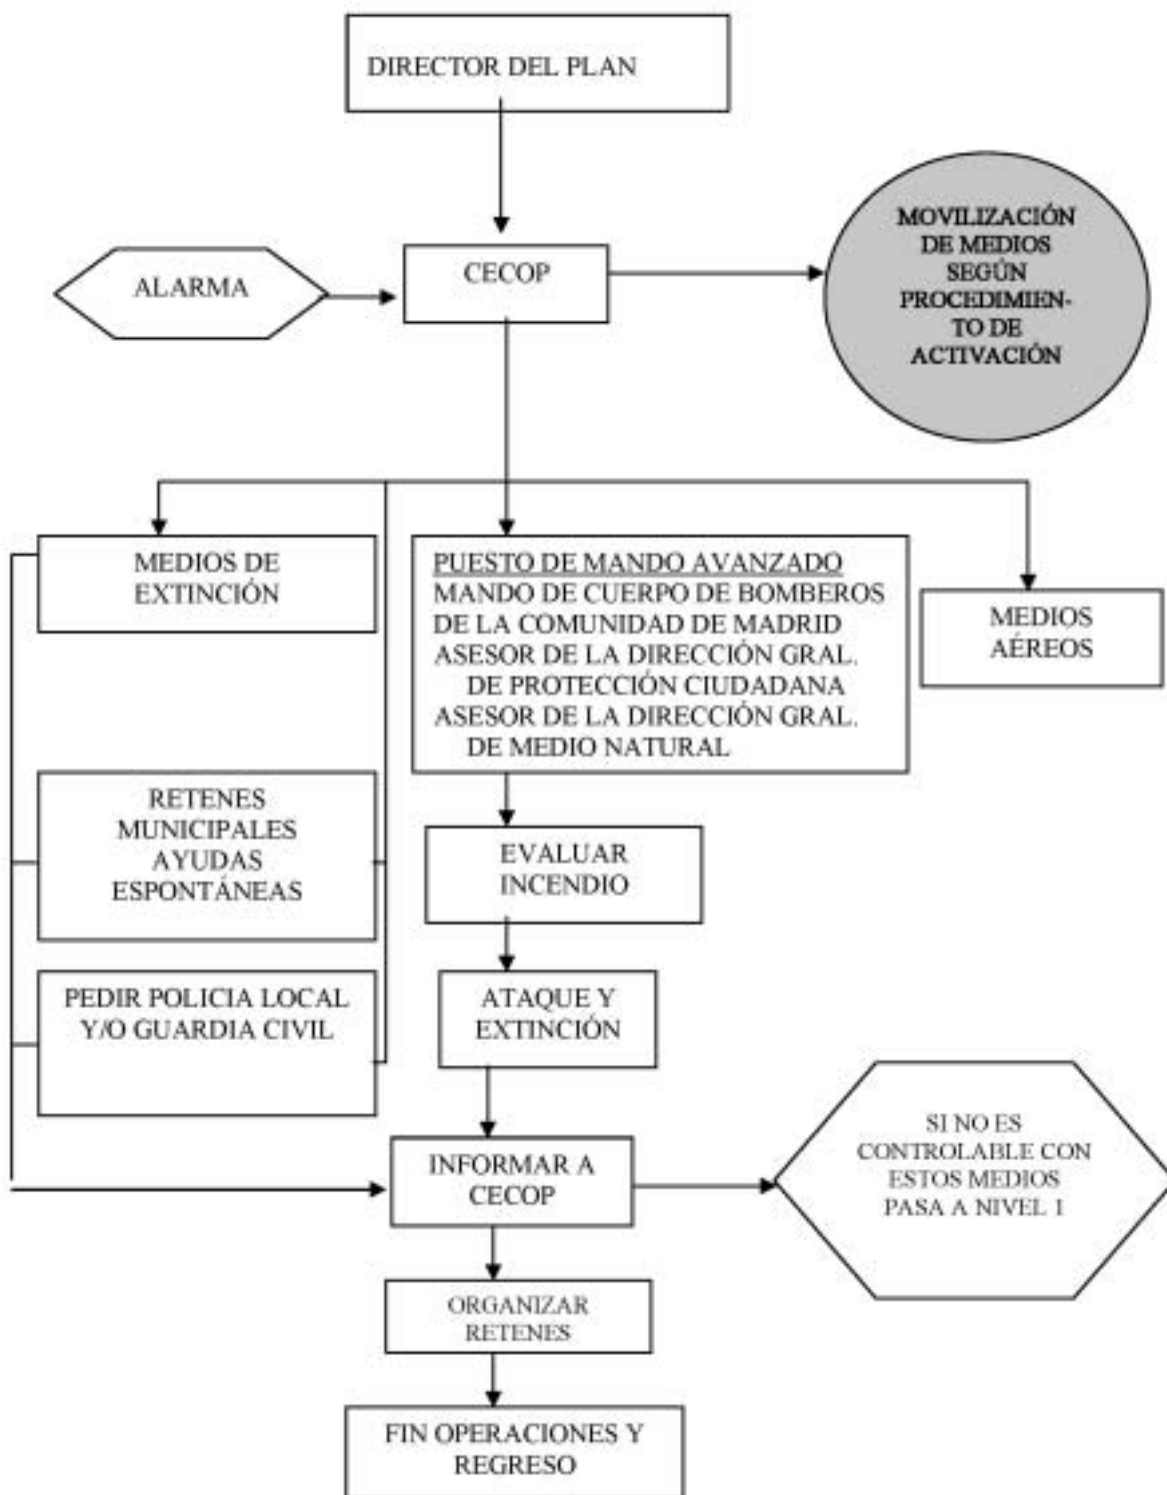 DIRECTOR DEL PLAN
ALARMA
CECOP
MOVILIZACIÓN
DE MEDIOS
SEGÚN
PROCEDIMIEN-
TO DE
ACTIVACIÓN
MEDIOS DE
EXTINCIÓN
PUESTO DE MANDO AVANZADO
MANDO DE CUERPO DE BOMBEROS
DE LA COMUNIDAD DE MADRID
ASESOR DE LA DIRECCIÓN GRAL.
DE PROTECCIÓN CIUDADANA
ASESOR DE LA DIRECCIÓN GRAL.
DE MEDIO NATURAL
MEDIOS
AÉREOS
RETENES
MUNICIPALES
AYUDAS
ESPONTÁNEAS
EVALUAR
INCENDIO
PEDIR POLICIA LOCAL
Y/O GUARDIA CIVIL
ATAQUE Y
EXTINCIÓN
INFORMAR A
CECOP
SI NO ES
CONTROLABLE CON
ESTOS MEDIOS
PASA A NIVEL 1
ORGANIZAR
RETENES
FIN OPERACIONES Y
REGRESO